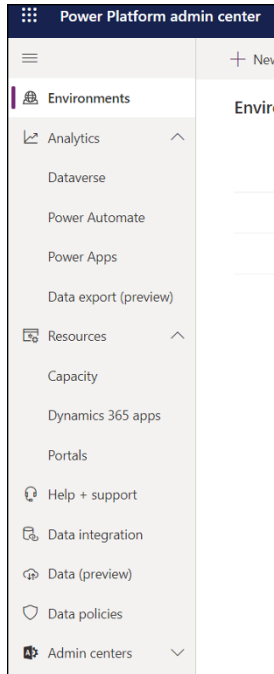 Power Platform admin center
Environments
Analytics
Dataverse
Power Automate
Power Apps
Data export (preview)
Resources
Capacity
Dynamics 365 apps
Portals
Help + support
Data integration
Data (preview)
Data policies
Admin centers